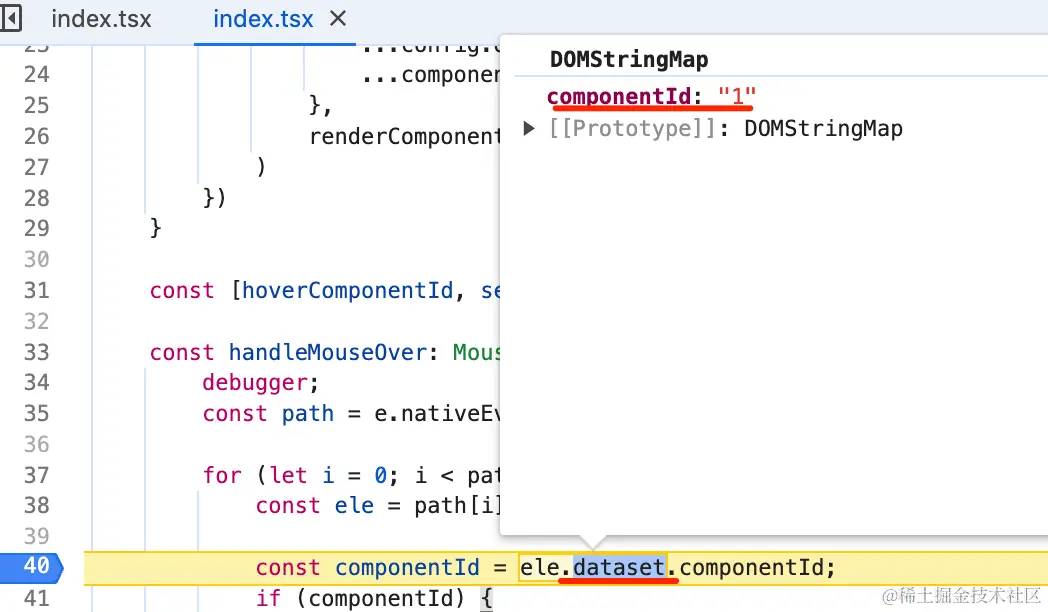 index.tsx index.tsx ×
23 ...config.
24 ...componen
25 },
26 renderComponent
27 )
28 })
29 }
30
31 const [hoverComponentId, se
32
33 const handleMouseOver: Mous
34 debugger;
35 const path = e.nativeEv
36
37 for (let i = 0; i < pat
38 const ele = path[i]
39
40 const componentId = ele.dataset.componentId;
41 if (componentId) {
DOMStringMap
componentId: "1"
[[Prototype]]: DOMStringMap
@稀土掘金技术社区